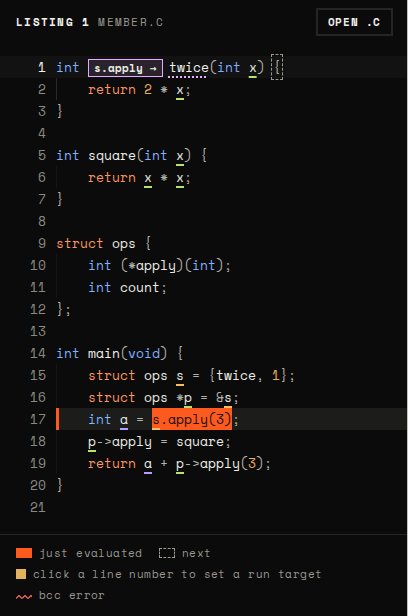 LISTING 1 MEMBER.C
OPEN .C
1 int s.apply → twice(int x) {
2 return 2 * x;
3 }
4
5 int square(int x) {
6 return x * x;
7 }
8
9 struct ops {
10 int (*apply)(int);
11 int count;
12 };
13
14 int main(void) {
15 struct ops s = {twice, 1};
16 struct ops *p = &s;
17 int a = s.apply(3);
18 p->apply = square;
19 return a + p->apply(3);
20 }
21
just evaluated next
click a line number to set a run target
bcc error